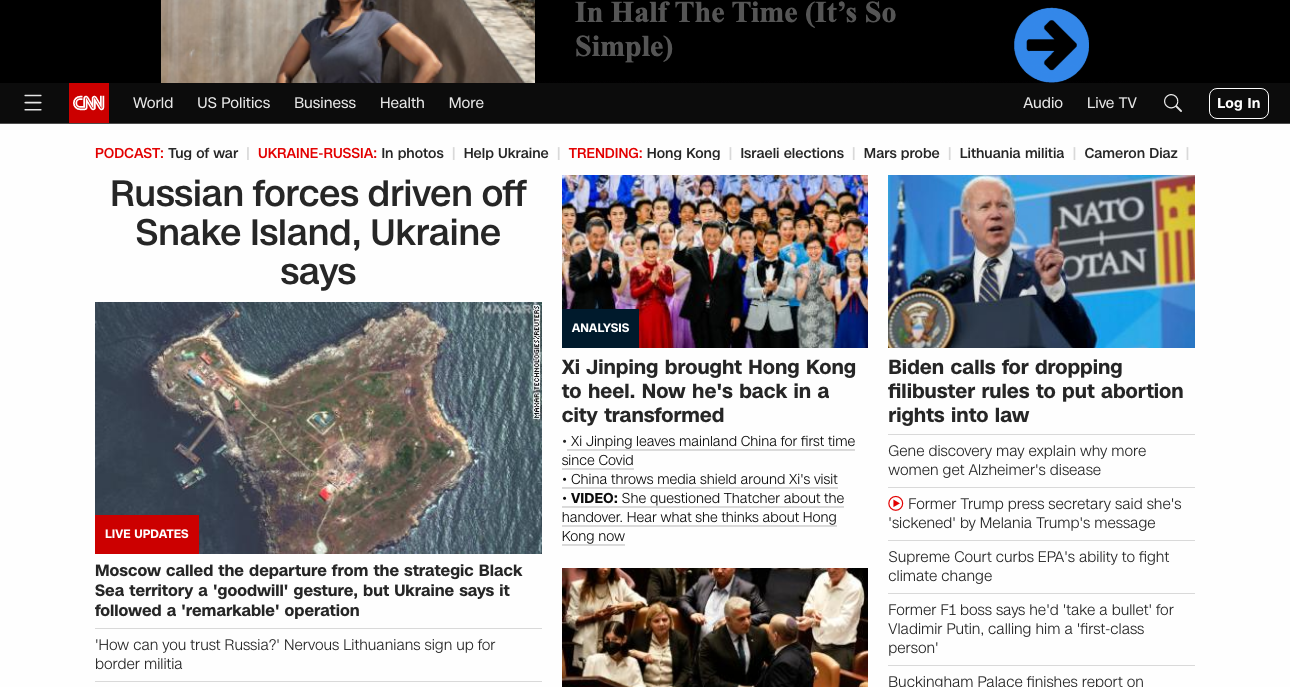 In Half The Time (It’s So
Simple)
CNN
World
US Politics
Business
Health
More
Audio
Live TV
Log In
PODCAST: Tug of war | UKRAINE-RUSSIA: In photos | Help Ukraine | TRENDING: Hong Kong | Israeli elections | Mars probe | Lithuania militia | Cameron Diaz |
Russian forces driven off
Snake Island, Ukraine
says
MAXAR
MAXAR TECHNOLOGIES/REUTERS
LIVE UPDATES
Moscow called the departure from the strategic Black
Sea territory a 'goodwill' gesture, but Ukraine says it
followed a 'remarkable' operation
'How can you trust Russia?' Nervous Lithuanians sign up for
border militia
ANALYSIS
Xi Jinping brought Hong Kong
to heel. Now he's back in a
city transformed
• Xi Jinping leaves mainland China for first time
since Covid
• China throws media shield around Xi's visit
• VIDEO: She questioned Thatcher about the
handover. Hear what she thinks about Hong
Kong now
NATO
OTAN
Biden calls for dropping
filibuster rules to put abortion
rights into law
Gene discovery may explain why more
women get Alzheimer's disease
Former Trump press secretary said she's
'sickened' by Melania Trump's message
Supreme Court curbs EPA's ability to fight
climate change
Former F1 boss says he'd 'take a bullet' for
Vladimir Putin, calling him a 'first-class
person'
Buckingham Palace finishes report on